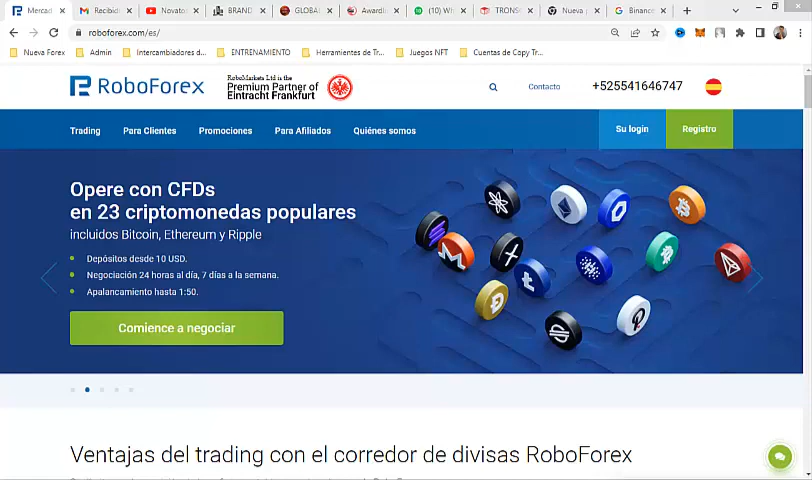 Mercad
Recibid
Novato
BRAND
GLOBAL
Awardin
(10) Wh
TRONSC
Nueva p
Binance
roboforex.com/es/
Nueva Forex
Admin
Intercambiadores d...
ENTRENAMIENTO
Herramientas de Tr...
Juegos NFT
Cuentas de Copy Tr...
RoboForex
RoboMarkets Ltd is the
Premium Partner of
Eintracht Frankfurt
Contacto
+525541646747
Trading
Para Clientes
Promociones
Para Afiliados
Quiénes somos
Su login
Registro
Opere con CFDs
en 23 criptomonedas populares
incluidos Bitcoin, Ethereum y Ripple
Depósitos desde 10 USD.
Negociación 24 horas al día, 7 días a la semana.
Apalancamiento hasta 1:50.
Comience a negociar
Ventajas del trading con el corredor de divisas RoboForex